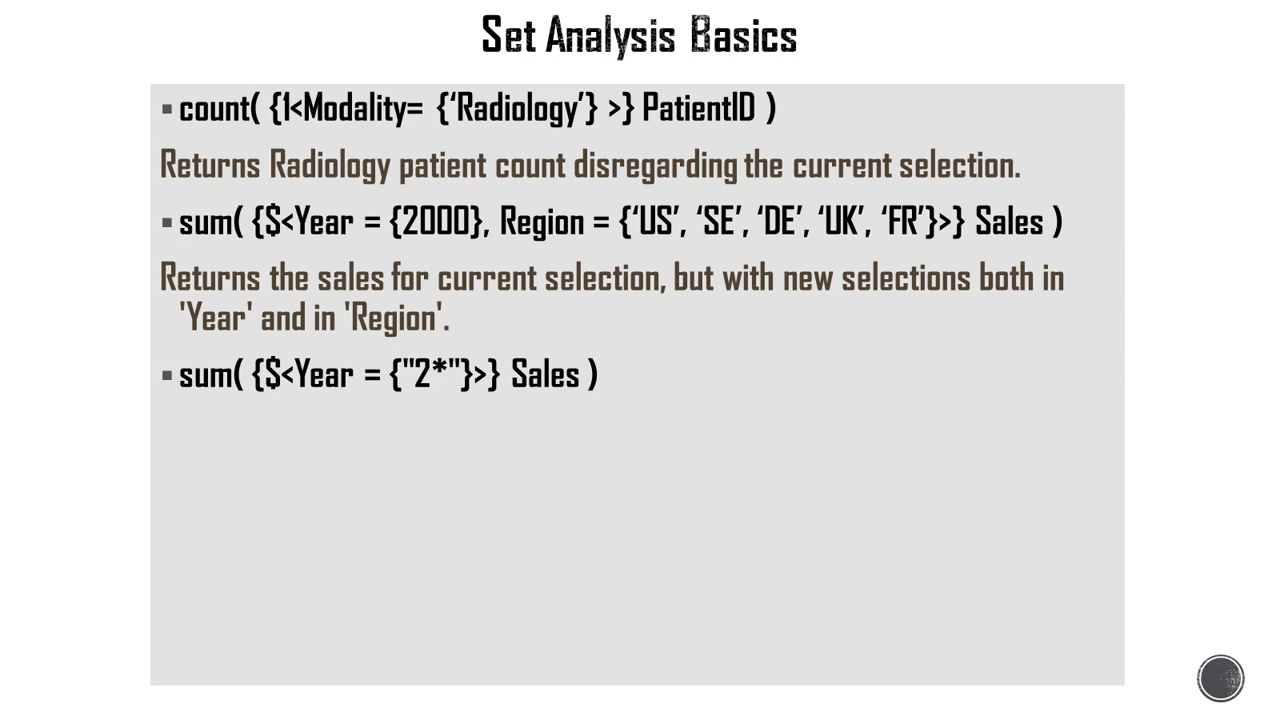 Set Analysis Basics
▪ count( {1<Modality= {‘Radiology’} >} PatientID )
Returns Radiology patient count disregarding the current selection.
▪ sum( {$<Year = {2000}, Region = {‘US’, ‘SE’, ‘DE’, ‘UK’, ‘FR’}>} Sales )
Returns the sales for current selection, but with new selections both in
'Year' and in 'Region'.
▪ sum( {$<Year = {"2*"}>} Sales )